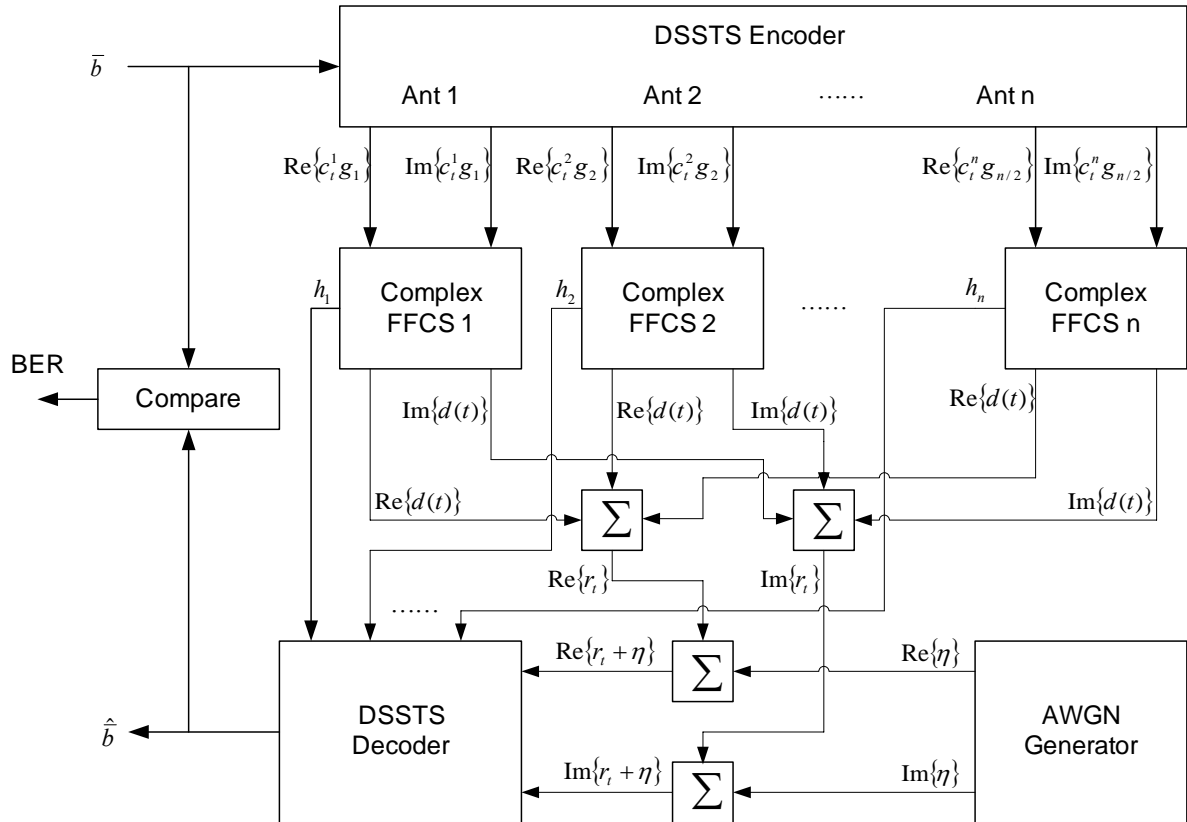 DSSTS Encoder
b̄
Ant 1 Ant 2 ...... Ant n
Re{c_t^1 g_1} Im{c_t^1 g_1} Re{c_t^2 g_2} Im{c_t^2 g_2} Re{c_t^n g_{n/2}} Im{c_t^n g_{n/2}}
h_1 h_2 h_n
Complex
FFCS 1
Complex
FFCS 2
......
Complex
FFCS n
BER
Compare
Im{d(t)} Re{d(t)} Im{d(t)} Re{d(t)}
Re{d(t)} Σ Σ Im{d(t)}
Re{r_t} Im{r_t}
......
Re{r_t + η} Σ Re{η}
b̄̂
DSSTS
Decoder
AWGN
Generator
Im{r_t + η} Σ Im{η}